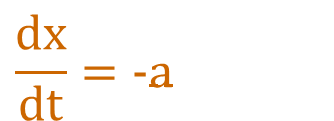 dx
dt = -a